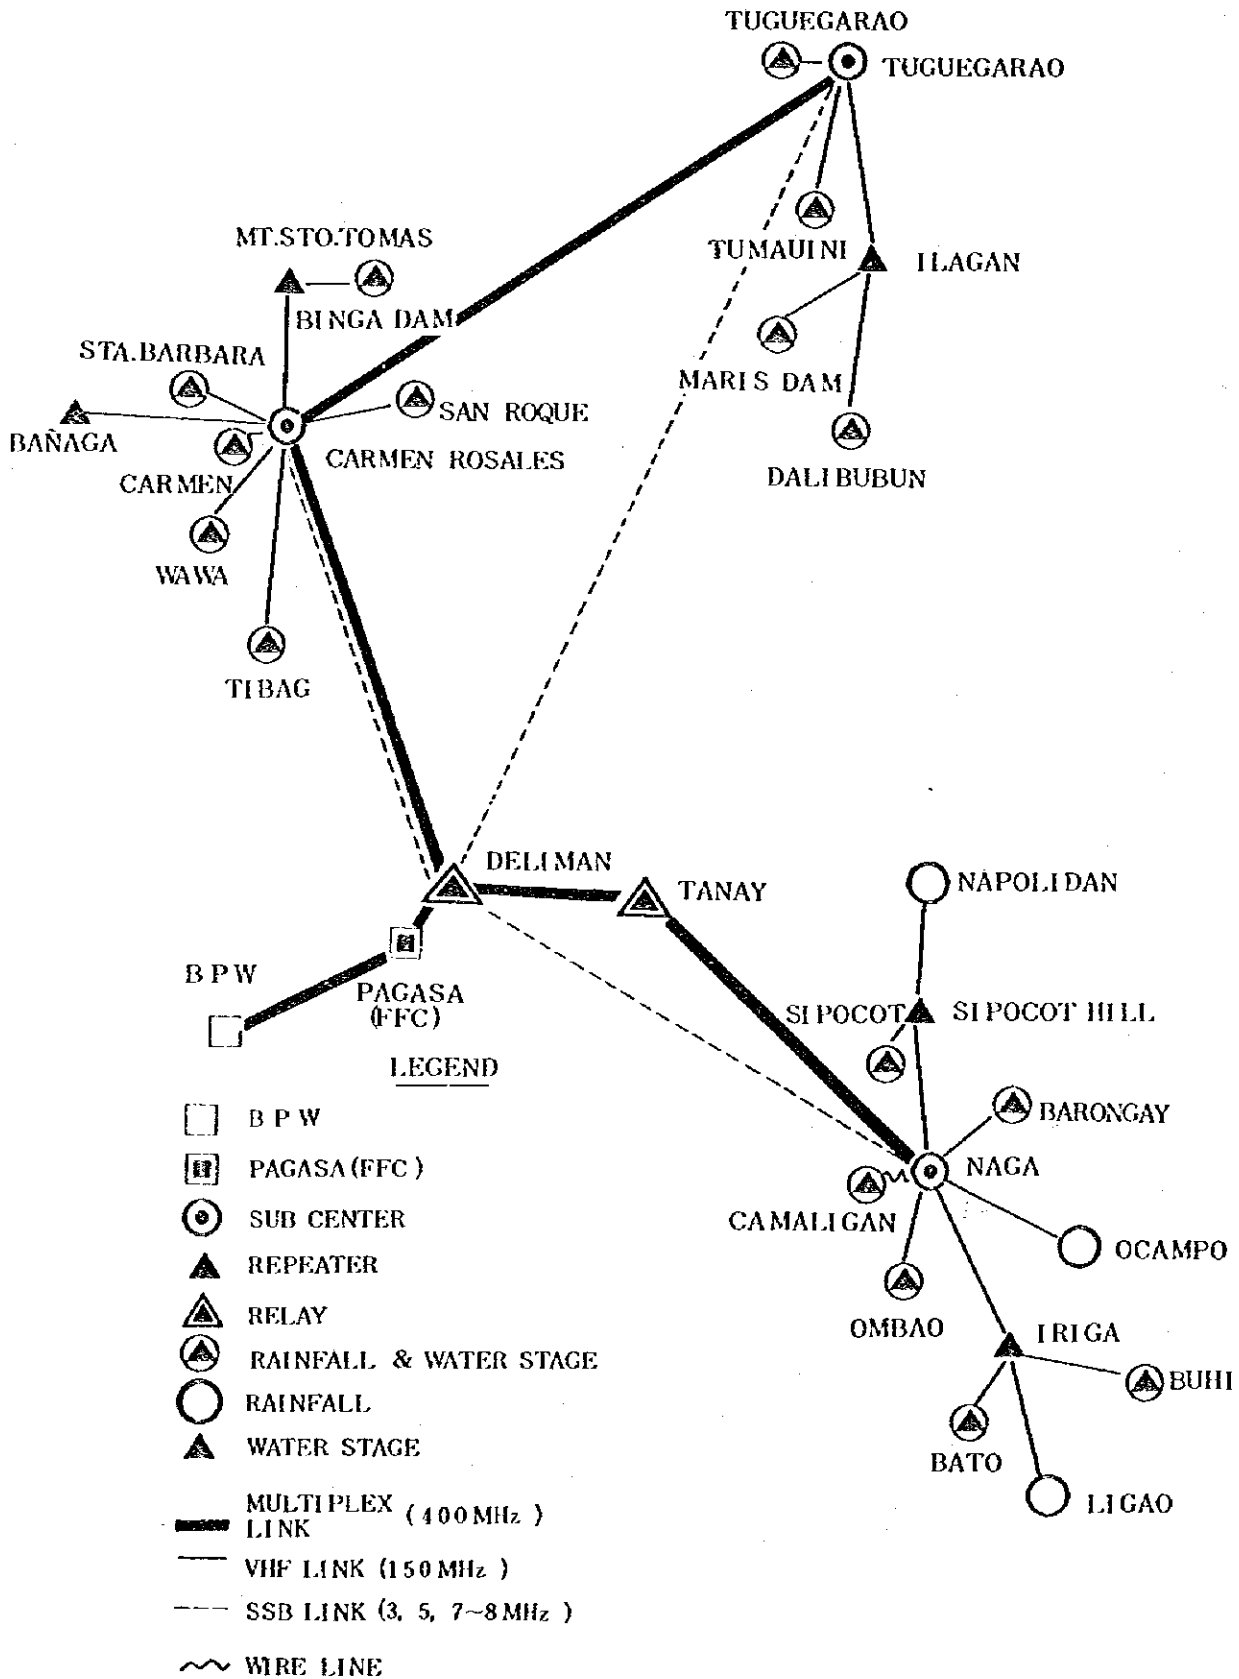 TUGUEGARAO
TUGUEGARAO
TUMAUINI
ILAGAN
MT.STO.TOMAS
BINGA DAM
STA.BARBARA
MARIS DAM
SAN ROQUE
BAÑAGA
CARMEN ROSALES
CARMEN
DALIBUBUN
WAWA
TIBAG
DELIMAN
TANAY
NAPOLIDAN
BPW
PAGASA
(FFC)
SIPOCOT
SIPOCOT HILL
BARONGAY
NAGA
CAMALIGAN
OCAMPO
OMBAO
IRIGA
BUHI
BATO
LIGAO
LEGEND
BPW
PAGASA(FFC)
SUB CENTER
REPEATER
RELAY
RAINFALL & WATER STAGE
RAINFALL
WATER STAGE
MULTIPLEX
LINK (400MHz)
VHF LINK (150MHz)
SSB LINK (3, 5, 7~8MHz)
WIRE LINE